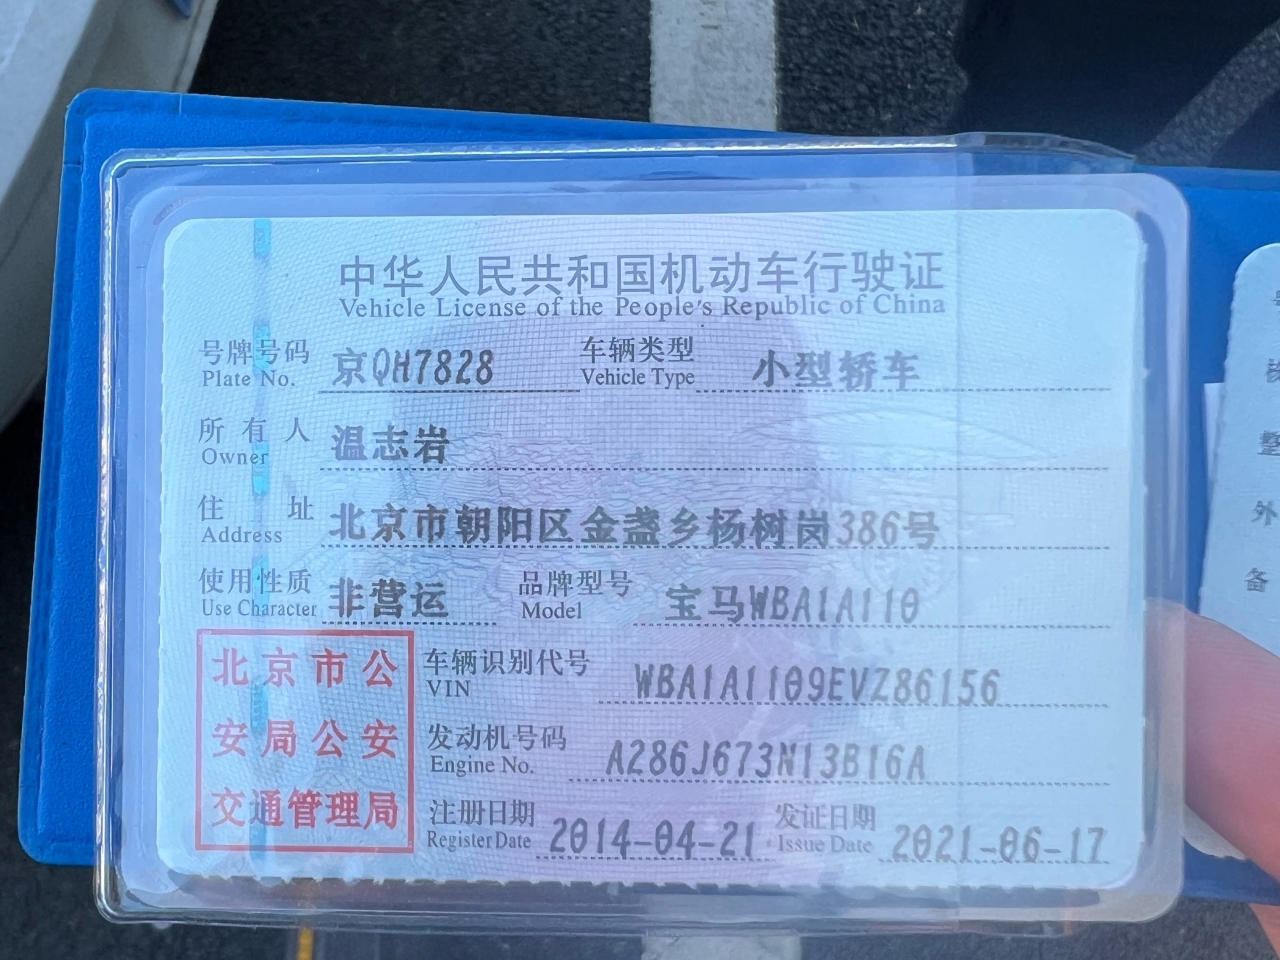 中华人民共和国机动车行驶证
Vehicle License of the People's Republic of China
号牌号码 京QH7828 车辆类型 小型轿车
Plate No. Vehicle Type
所有人 温志岩
Owner
住址 北京市朝阳区金盏乡杨树岗386号
Address
使用性质 非营运 品牌型号 宝马WBA1A110
Use Character Model
北京市公安局公安交通管理局
车辆识别代号 WBA1A1109EVZ86156
VIN
发动机号码 A286J673N13B16A
Engine No.
注册日期 2014-04-21 发证日期 2021-06-17
Register Date Issue Date
外
备